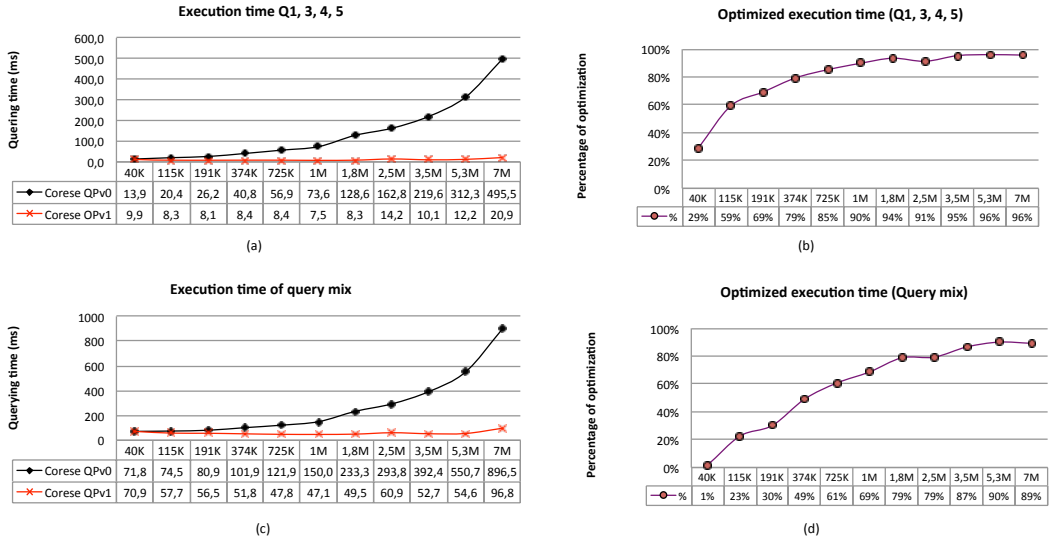 Execution time Q1, 3, 4, 5
Quering time (ms)
600,0
500,0
400,0
300,0
200,0
100,0
0,0
40K 115K 191K 374K 725K 1M 1,8M 2,5M 3,5M 5,3M 7M
Corese QPv0 13,9 20,4 26,2 40,8 56,9 73,6 128,6 162,8 219,6 312,3 495,5
Corese QPv1 9,9 8,3 8,1 8,4 8,4 7,5 8,3 14,2 10,1 12,2 20,9
(a)
Optimized execution time (Q1, 3, 4, 5)
Percentage of optimization
100%
80%
60%
40%
20%
0%
40K 115K 191K 374K 725K 1M 1,8M 2,5M 3,5M 5,3M 7M
% 29% 59% 69% 79% 85% 90% 94% 91% 95% 96% 96%
(b)
Execution time of query mix
Querying time (ms)
1000
800
600
400
200
0
40K 115K 191K 374K 725K 1M 1,8M 2,5M 3,5M 5,3M 7M
Corese QPv0 71,8 74,5 80,9 101,9 121,9 150,0 233,3 293,8 392,4 550,7 896,5
Corese QPv1 70,9 57,7 56,5 51,8 47,8 47,1 49,5 60,9 52,7 54,6 96,8
(c)
Optimized execution time (Query mix)
Percentage of optimization
100%
80%
60%
40%
20%
0%
40K 115K 191K 374K 725K 1M 1,8M 2,5M 3,5M 5,3M 7M
% 1% 23% 30% 49% 61% 69% 79% 79% 87% 90% 89%
(d)